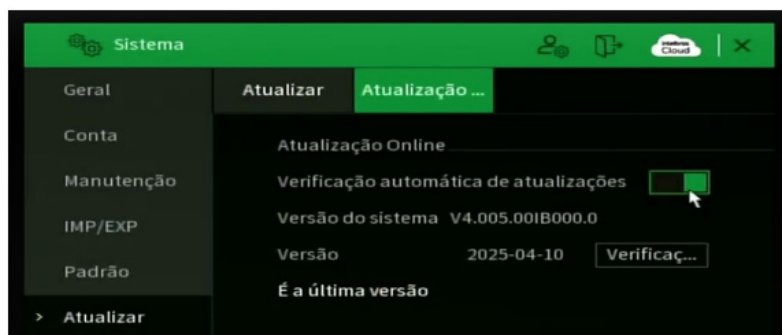 Sistema
intelbras
Cloud
Geral
Conta
Manutenção
IMP/EXP
Padrão
> Atualizar
Atualizar
Atualização ...
Atualização Online
Verificação automática de atualizações
Versão do sistema V4.005.00IB000.0
Versão 2025-04-10 Verificaç...
É a última versão